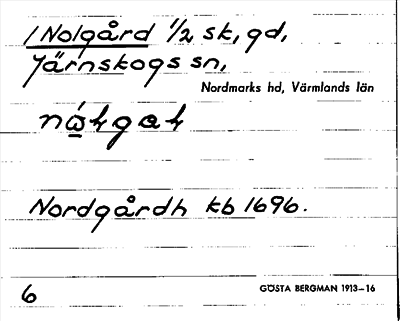 1 Nolgård ½ sk, gd,
Järnskogs sn,
Nordmarks hd, Värmlands län
Nordgårdh kb 1696.
6
GÖSTA BERGMAN 1913–16